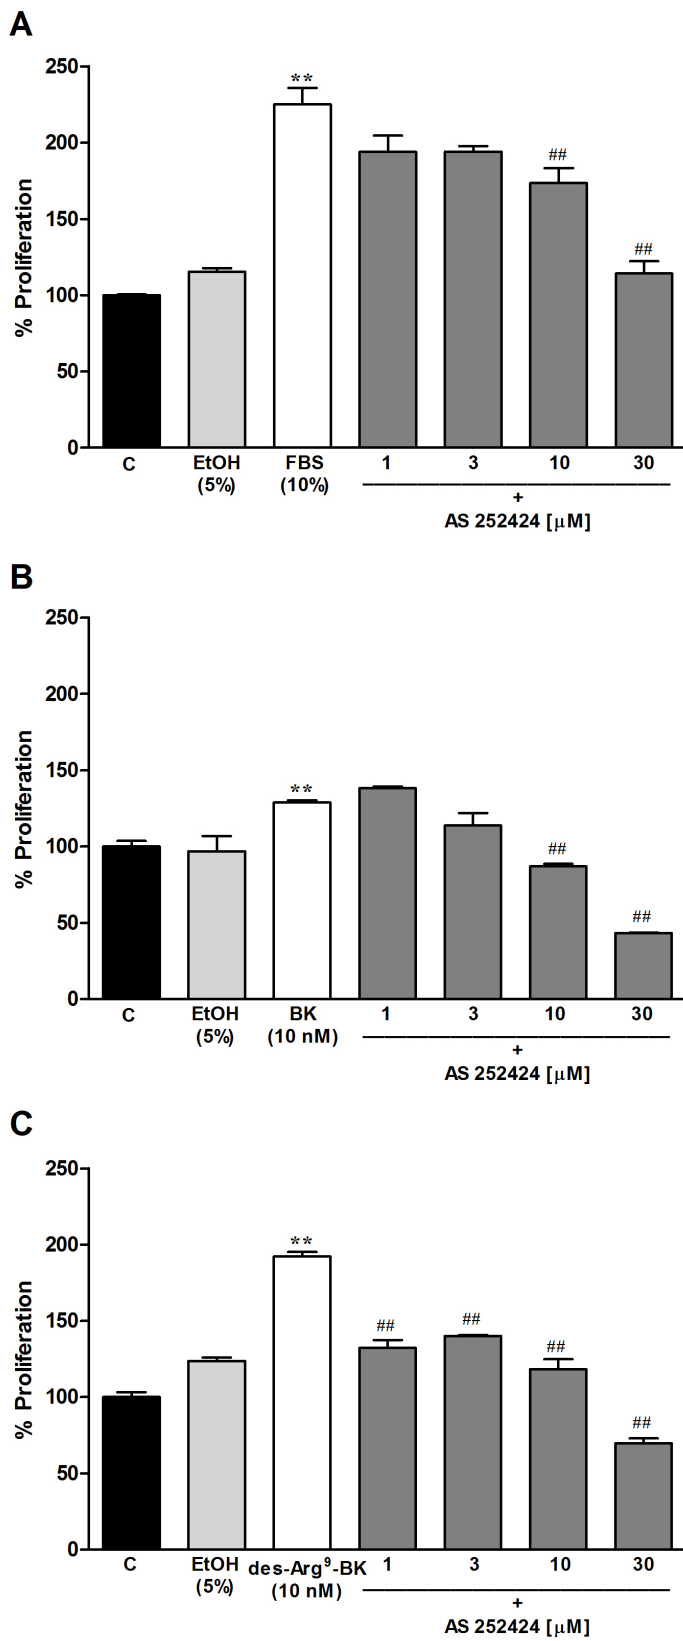 A
250
200
150
100
50
0
% Proliferation
**
##
##
C EtOH FBS 1 3 10 30
(5%) (10%)
+
AS 252424 [µM]
B
250
200
150
100
50
0
% Proliferation
**
##
##
C EtOH BK 1 3 10 30
(5%) (10 nM)
+
AS 252424 [µM]
C
250
200
150
100
50
0
% Proliferation
**
##
##
##
##
C EtOH des-Arg⁹-BK 1 3 10 30
(5%) (10 nM)
+
AS 252424 [µM]